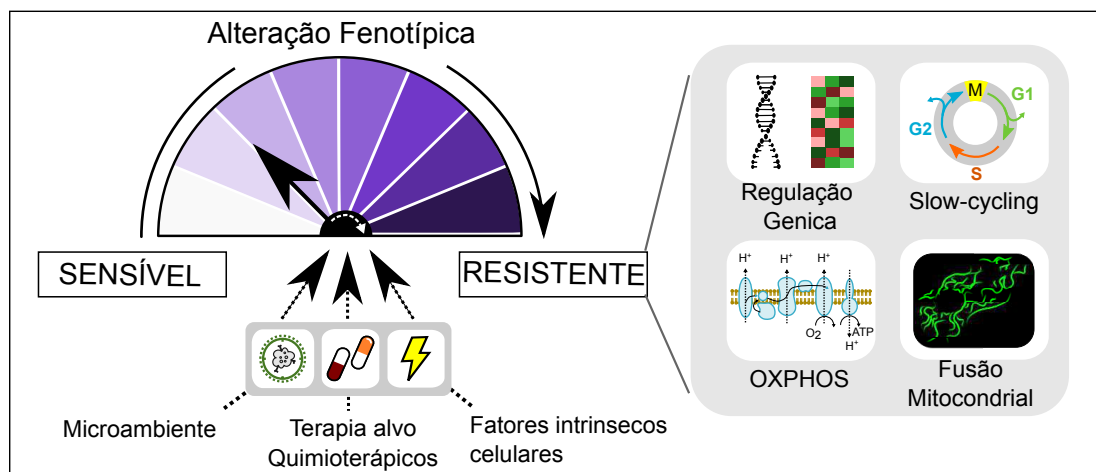 Alteração Fenotípica
SENSÍVEL
RESISTENTE
Microambiente
Terapia alvo
Quimioterápicos
Fatores intrinsecos
celulares
Regulação
Genica
M
G1
G2
S
Slow-cycling
H⁺ H⁺ H⁺
O2
ATP
H⁺
OXPHOS
Fusão
Mitocondrial